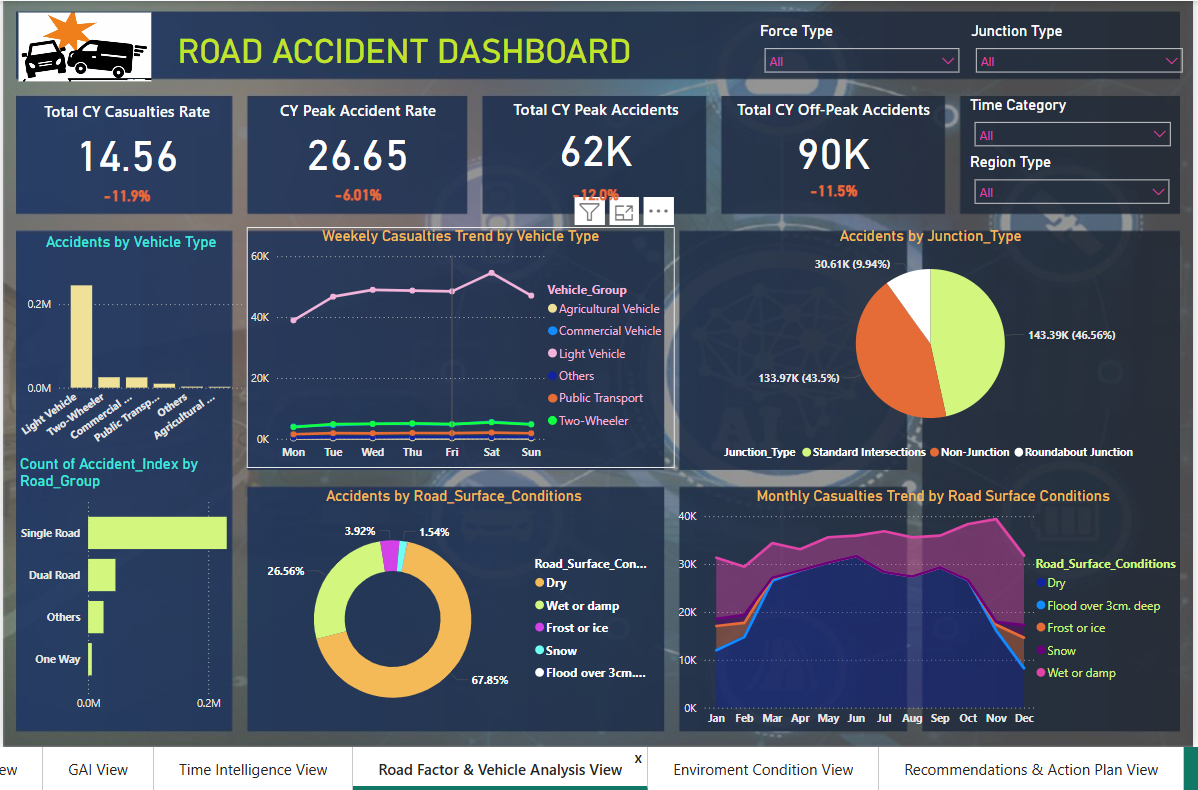 ROAD ACCIDENT DASHBOARD
Force Type
All
Junction Type
All
Total CY Casualties Rate
14.56
-11.9%
CY Peak Accident Rate
26.65
-6.01%
Total CY Peak Accidents
62K
-12.0%
Total CY Off-Peak Accidents
90K
-11.5%
Time Category
All
Region Type
All
Accidents by Vehicle Type
0.2M
0.0M
Light Vehicle
Two-Wheeler
Commercial ...
Public Transp...
Others
Agricultural ...
Weekely Casualties Trend by Vehicle Type
60K
40K
20K
0K
Mon Tue Wed Thu Fri Sat Sun
Vehicle_Group
Agricultural Vehicle
Commercial Vehicle
Light Vehicle
Others
Public Transport
Two-Wheeler
Accidents by Junction_Type
30.61K (9.94%)
143.39K (46.56%)
133.97K (43.5%)
Junction_Type Standard Intersections Non-Junction Roundabout Junction
Count of Accident_Index by
Road_Group
Single Road
Dual Road
Others
One Way
0.0M 0.2M
Accidents by Road_Surface_Conditions
3.92%
1.54%
26.56%
67.85%
Road_Surface_Con...
Dry
Wet or damp
Frost or ice
Snow
Flood over 3cm....
Monthly Casualties Trend by Road Surface Conditions
40K
30K
20K
10K
0K
Jan Feb Mar Apr May Jun Jul Aug Sep Oct Nov Dec
Road_Surface_Conditions
Dry
Flood over 3cm. deep
Frost or ice
Snow
Wet or damp
ew
GAI View
Time Intelligence View
Road Factor & Vehicle Analysis View
x
Enviroment Condition View
Recommendations & Action Plan View